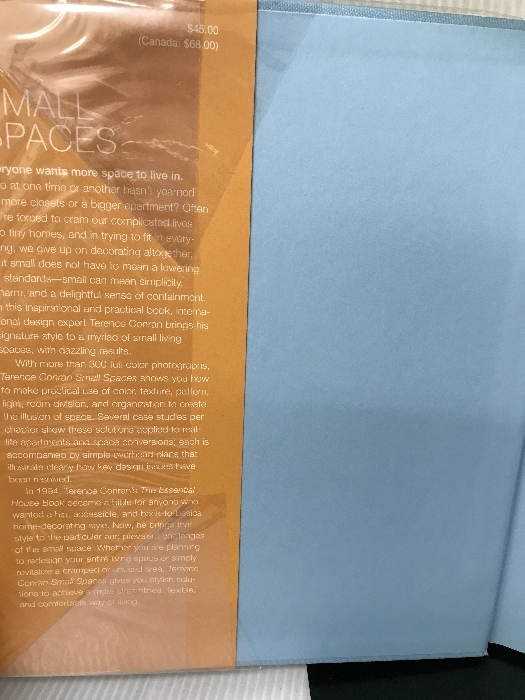 $45.00
(Canada: $68.00)
MALL
SPACES
ryone wants more space to live in.
o at one time or another hasn't yearned
more closets or a bigger apartment? Often
're forced to cram our complicated lives
o tiny homes, and in trying to fit every-
ng, we give up on decorating altogether.
t small does not have to mean a lowering
standards—small can mean simplicity,
harm, and a delightful sense of containment.
n this inspirational and practical book, interna-
onal design expert Terence Conran brings his
ignature style to a myriad of small living
spaces, with dazzling results.
With more than 300 full-color photographs,
Terence Conran Small Spaces shows you how
to make practical use of color, texture, pattern,
light, room division, and organization to create
the illusion of space. Several case studies per
chapter show these solutions applied to real-
life apartments and space conversions; each is
accompanied by simple overhead plans that
illustrate clearly how key design issues have
been resolved.
In 1994, Terence Conran's The Essential
House Book became a bible for anyone who
wanted a hip, accessible, and back-to-basics
home-decorating style. Now, he brings that
style to the particular and prevalent challenges
of the small space. Whether you are planning
to redesign your entire living space or simply
revitalize a cramped or unused area, Terence
Conran Small Spaces gives you stylish solu-
tions to achieve a more streamlined, flexible,
and comfortable way of living.